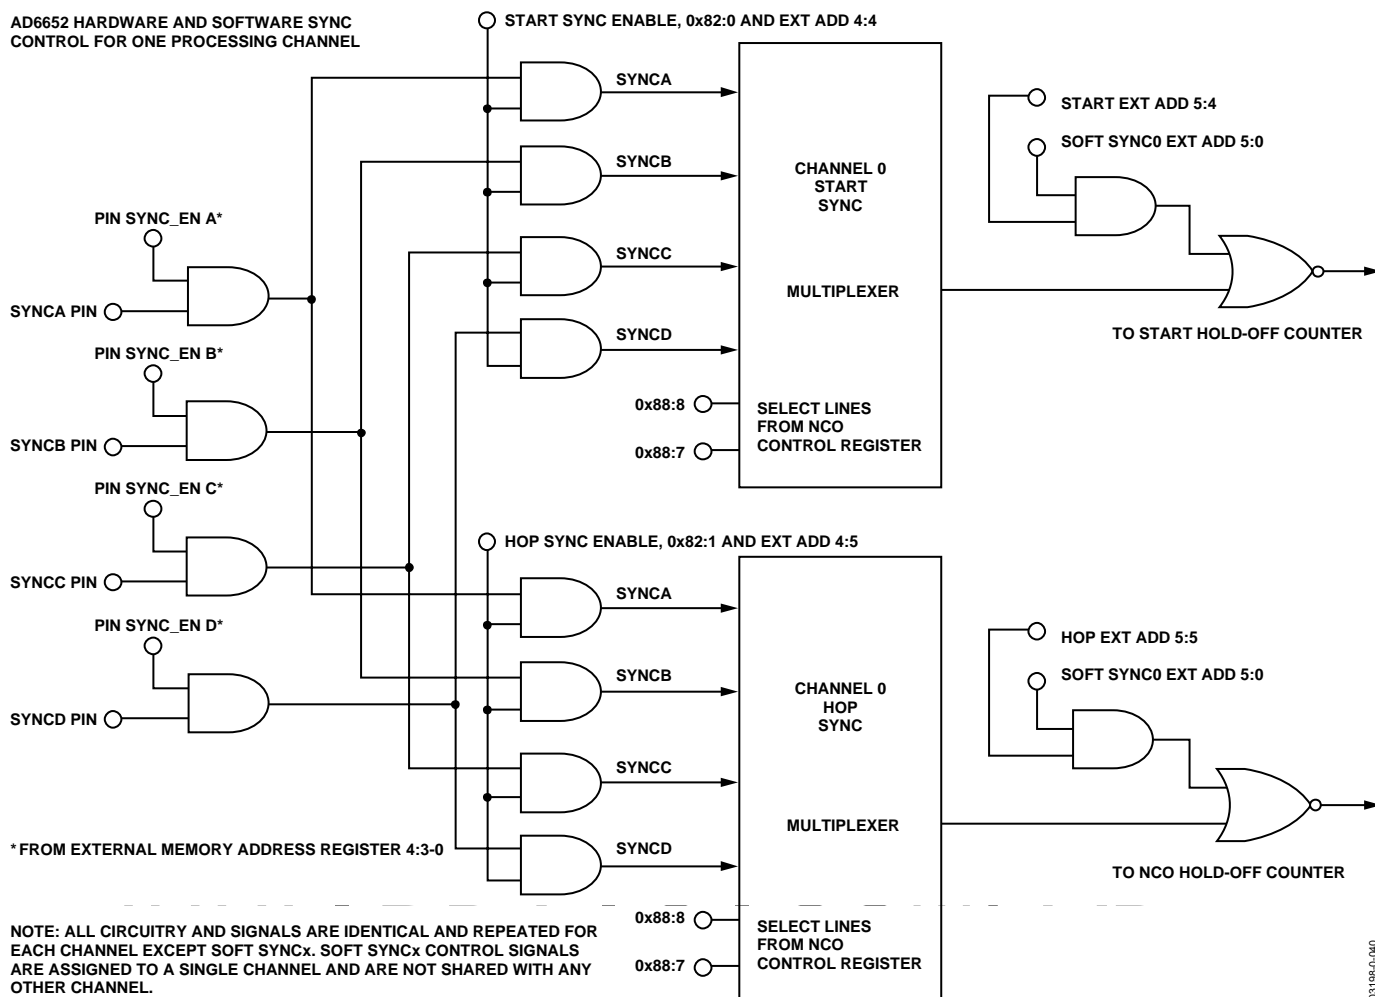 AD6652 HARDWARE AND SOFTWARE SYNC
CONTROL FOR ONE PROCESSING CHANNEL
START SYNC ENABLE, 0x82:0 AND EXT ADD 4:4
SYNCA
SYNCB
SYNCC
SYNCD
CHANNEL 0
START
SYNC
MULTIPLEXER
0x88:8
0x88:7
SELECT LINES
FROM NCO
CONTROL REGISTER
START EXT ADD 5:4
SOFT SYNC0 EXT ADD 5:0
TO START HOLD-OFF COUNTER
PIN SYNC_EN A*
SYNCA PIN
PIN SYNC_EN B*
SYNCB PIN
PIN SYNC_EN C*
SYNCC PIN
PIN SYNC_EN D*
SYNCD PIN
HOP SYNC ENABLE, 0x82:1 AND EXT ADD 4:5
SYNCA
SYNCB
SYNCC
SYNCD
CHANNEL 0
HOP
SYNC
MULTIPLEXER
0x88:8
0x88:7
SELECT LINES
FROM NCO
CONTROL REGISTER
HOP EXT ADD 5:5
SOFT SYNC0 EXT ADD 5:0
TO NCO HOLD-OFF COUNTER
*FROM EXTERNAL MEMORY ADDRESS REGISTER 4:3-0
NOTE: ALL CIRCUITRY AND SIGNALS ARE IDENTICAL AND REPEATED FOR
EACH CHANNEL EXCEPT SOFT SYNCx. SOFT SYNCx CONTROL SIGNALS
ARE ASSIGNED TO A SINGLE CHANNEL AND ARE NOT SHARED WITH ANY
OTHER CHANNEL.
03198-0-040